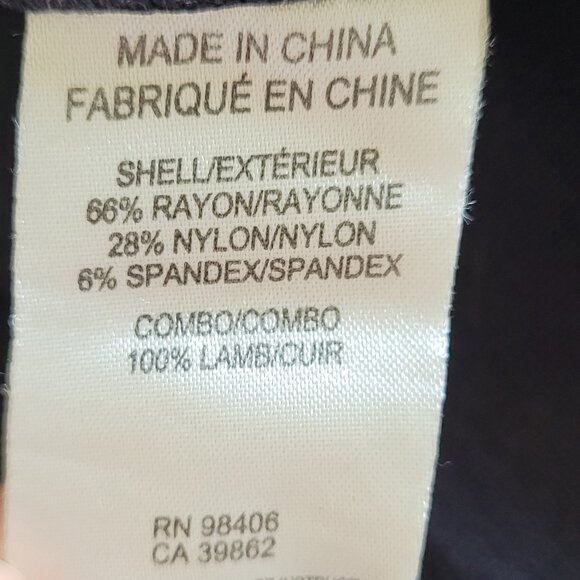 MADE IN CHINA
FABRIQUÉ EN CHINE
SHELL/EXTÉRIEUR
66% RAYON/RAYONNE
28% NYLON/NYLON
6% SPANDEX/SPANDEX
COMBO/COMBO
100% LAMB/CUIR
RN 98406
CA 39862